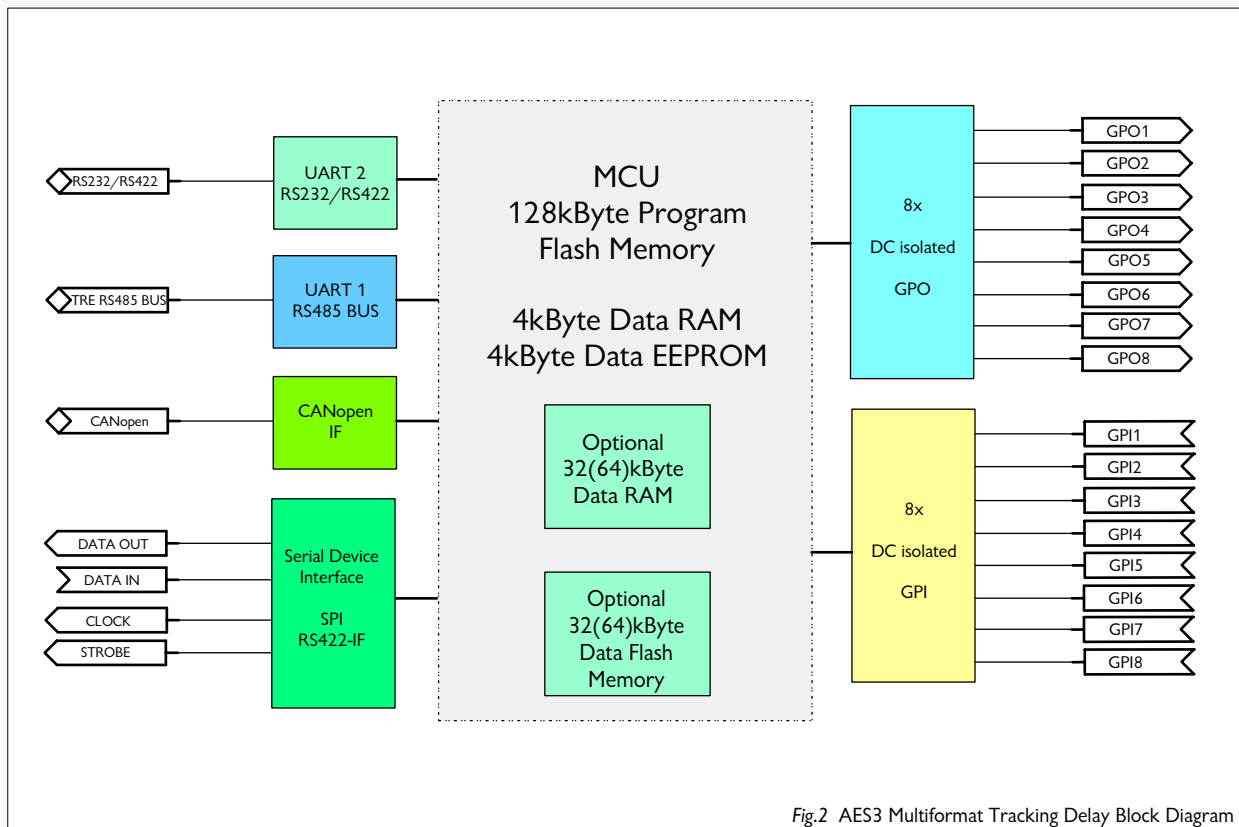 RS232/RS422
TRE RS485 BUS
CANopen
DATA OUT
DATA IN
CLOCK
STROBE
UART 2
RS232/RS422
UART 1
RS485 BUS
CANopen
IF
Serial Device
Interface
SPI
RS422-IF
MCU
128kByte Program
Flash Memory
4kByte Data RAM
4kByte Data EEPROM
Optional
32(64)kByte
Data RAM
Optional
32(64)kByte
Data Flash
Memory
8x
DC isolated
GPO
8x
DC isolated
GPI
GPO1
GPO2
GPO3
GPO4
GPO5
GPO6
GPO7
GPO8
GPI1
GPI2
GPI3
GPI4
GPI5
GPI6
GPI7
GPI8
Fig.2 AES3 Multiformat Tracking Delay Block Diagram